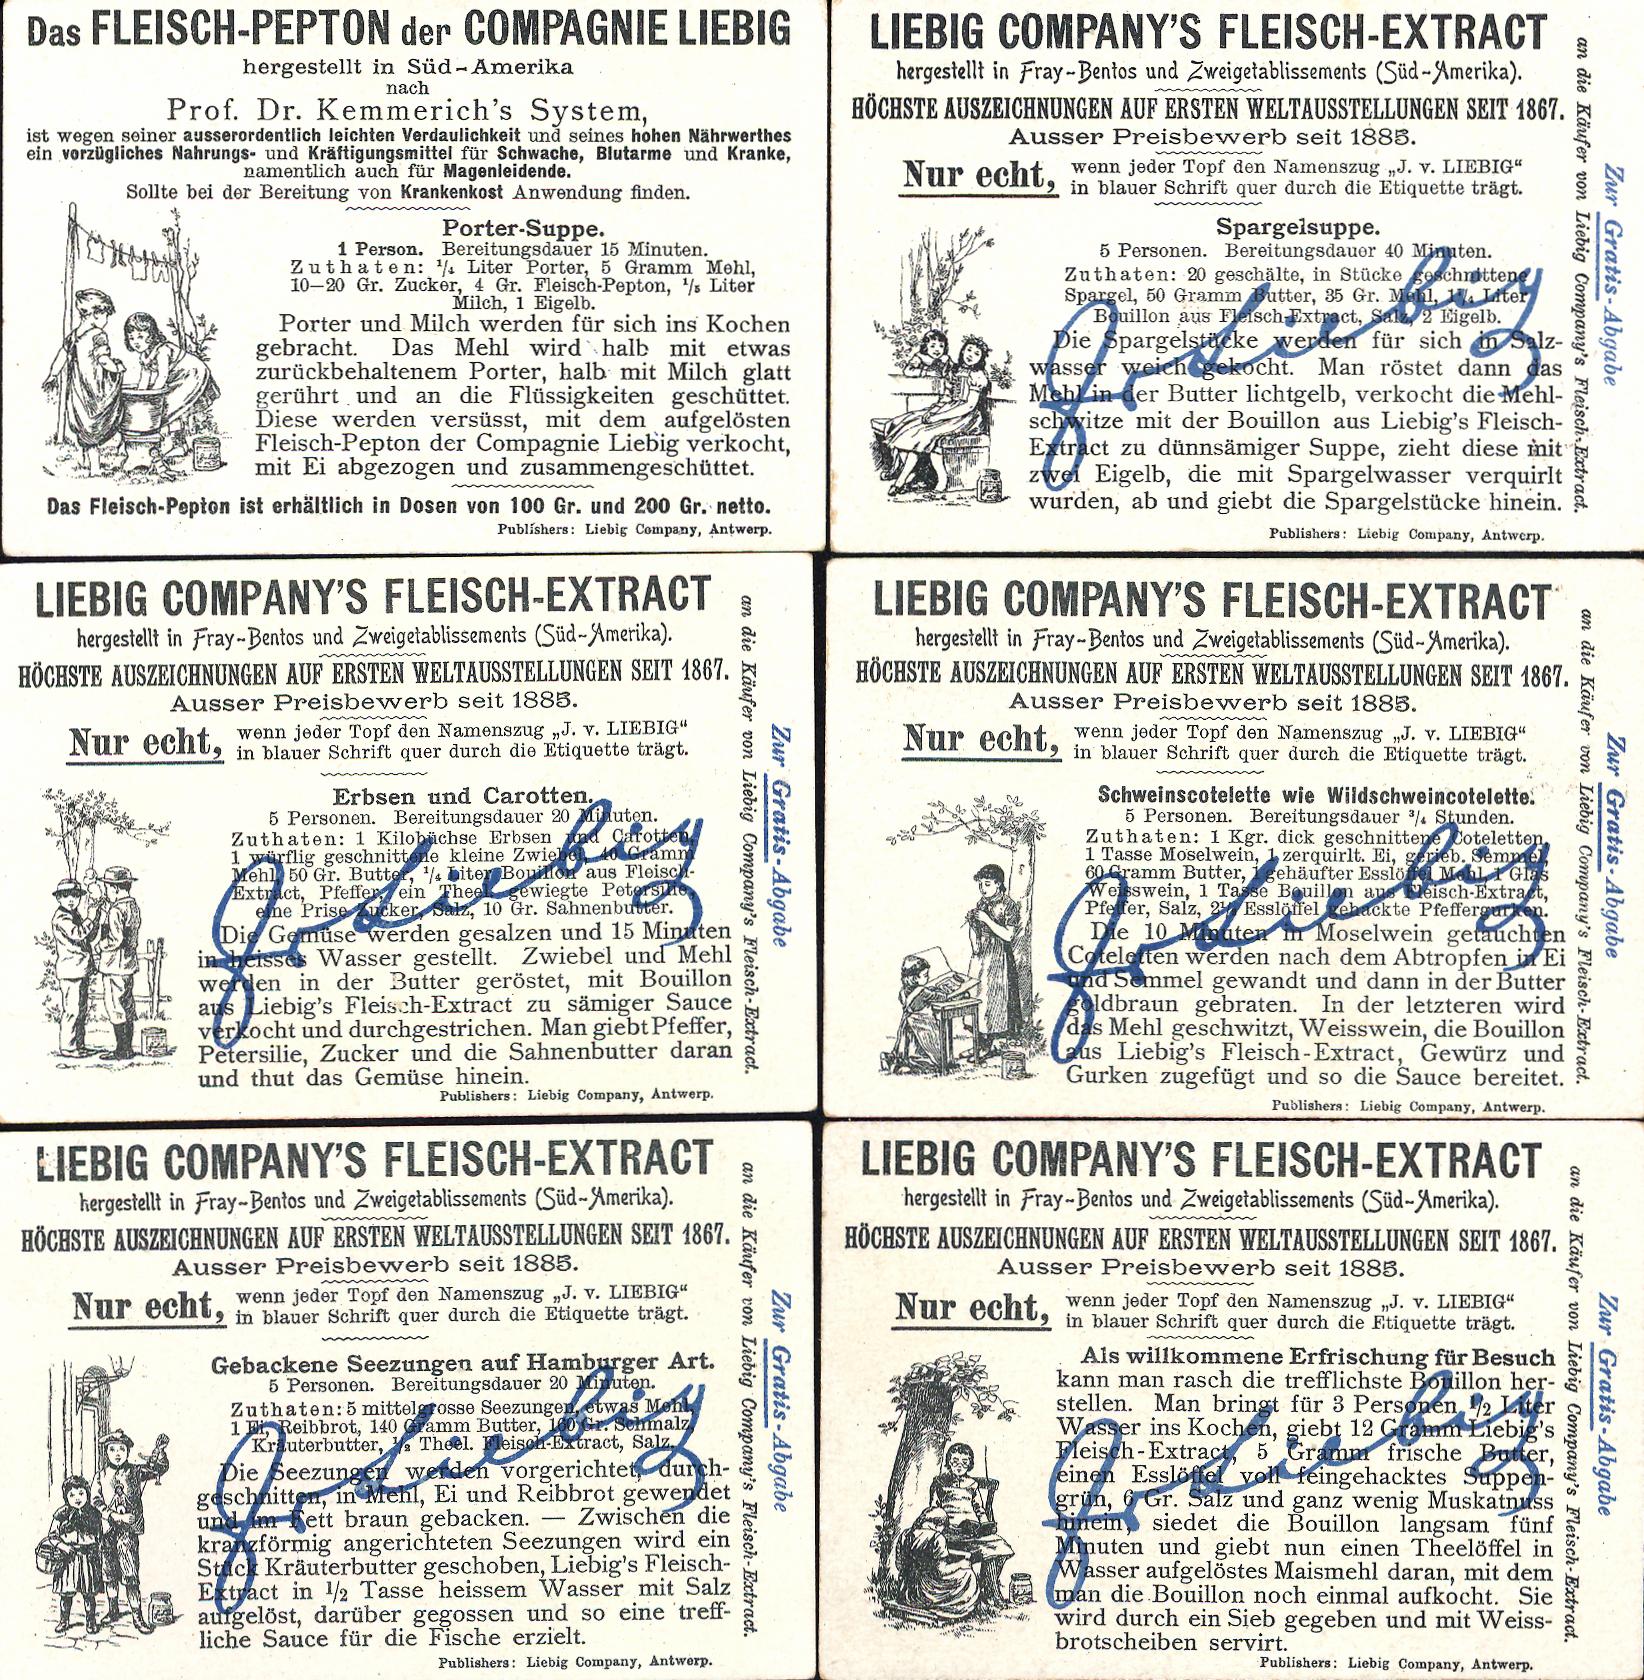 Das FLEISCH-PEPTON der COMPAGNIE LIEBIG
hergestellt in Süd-Amerika
nach
Prof. Dr. Kemmerich's System,
ist wegen seiner ausserordentlich leichten Verdaulichkeit und seines hohen Nährwerthes
ein vorzügliches Nahrungs- und Kräftigungsmittel für Schwache, Blutarme und Kranke,
namentlich auch für Magenleidende.
Sollte bei der Bereitung von Krankenkost Anwendung finden.
Porter-Suppe.
1 Person. Bereitungsdauer 15 Minuten.
Zuthaten: 1/4 Liter Porter, 5 Gramm Mehl,
10—20 Gr. Zucker, 4 Gr. Fleisch-Pepton, 1/8 Liter
Milch, 1 Eigelb.
Porter und Milch werden für sich ins Kochen
gebracht. Das Mehl wird halb mit etwas
zurückbehaltenem Porter, halb mit Milch glatt
gerührt und an die Flüssigkeiten geschüttet.
Diese werden versüsst, mit dem aufgelösten
Fleisch-Pepton der Compagnie Liebig verkocht,
mit Ei abgezogen und zusammengeschüttet.
Das Fleisch-Pepton ist erhältlich in Dosen von 100 Gr. und 200 Gr. netto.
Publishers: Liebig Company, Antwerp.
LIEBIG COMPANY'S FLEISCH-EXTRACT
hergestellt in Fray-Bentos und Zweigetablissements (Süd-Amerika).
HÖCHSTE AUSZEICHNUNGEN AUF ERSTEN WELTAUSSTELLUNGEN SEIT 1867.
Ausser Preisbewerb seit 1885.
Nur echt, wenn jeder Topf den Namenszug „J. v. LIEBIG“
in blauer Schrift quer durch die Etiquette trägt.
Spargelsuppe.
5 Personen. Bereitungsdauer 40 Minuten.
Zuthaten: 20 geschälte, in Stücke geschnittene
Spargel, 50 Gramm Butter, 35 Gr. Mehl, 1 1/4 Liter
Bouillon aus Fleisch-Extract, Salz, 2 Eigelb.
Die Spargelstücke werden für sich in Salz-
wasser weich gekocht. Man röstet dann das
Mehl in der Butter lichtgelb, verkocht die Mehl-
schwitze mit der Bouillon aus Liebig's Fleisch-
Extract zu dünnsämiger Suppe, zieht diese mit
zwei Eigelb, die mit Spargelwasser verquirlt
wurden, ab und giebt die Spargelstücke hinein.
Publishers: Liebig Company, Antwerp.
J v Liebig
Zur Gratis-Abgabe
an die Käufer von Liebig Company's Fleisch-Extract.
LIEBIG COMPANY'S FLEISCH-EXTRACT
hergestellt in Fray-Bentos und Zweigetablissements (Süd-Amerika).
HÖCHSTE AUSZEICHNUNGEN AUF ERSTEN WELTAUSSTELLUNGEN SEIT 1867.
Ausser Preisbewerb seit 1885.
Nur echt, wenn jeder Topf den Namenszug „J. v. LIEBIG“
in blauer Schrift quer durch die Etiquette trägt.
Erbsen und Carotten.
5 Personen. Bereitungsdauer 20 Minuten.
Zuthaten: 1 Kilobüchse Erbsen und Carotten,
1 würflig geschnittene kleine Zwiebel, 40 Gramm
Mehl, 50 Gr. Butter, 1/4 Liter Bouillon aus Fleisch-
Extract, Pfeffer, ein Theel. gewiegte Petersilie,
eine Prise Zucker, Salz, 10 Gr. Sahnenbutter.
Die Gemüse werden gesalzen und 15 Minuten
in heisses Wasser gestellt. Zwiebel und Mehl
werden in der Butter geröstet, mit Bouillon
aus Liebig's Fleisch-Extract zu sämiger Sauce
verkocht und durchgestrichen. Man giebt Pfeffer,
Petersilie, Zucker und die Sahnenbutter daran
und thut das Gemüse hinein.
Publishers: Liebig Company, Antwerp.
J v Liebig
Zur Gratis-Abgabe
an die Käufer von Liebig Company's Fleisch-Extract.
LIEBIG COMPANY'S FLEISCH-EXTRACT
hergestellt in Fray-Bentos und Zweigetablissements (Süd-Amerika).
HÖCHSTE AUSZEICHNUNGEN AUF ERSTEN WELTAUSSTELLUNGEN SEIT 1867.
Ausser Preisbewerb seit 1885.
Nur echt, wenn jeder Topf den Namenszug „J. v. LIEBIG“
in blauer Schrift quer durch die Etiquette trägt.
Schweinscotelette wie Wildschweincotelette.
5 Personen. Bereitungsdauer 3/4 Stunden.
Zuthaten: 1 Kgr. dick geschnittene Coteletten,
1 Tasse Moselwein, 1 zerquirlt. Ei, gerieb. Semmel,
60 Gramm Butter, 1 gehäufter Esslöffel Mehl, 1 Glas
Weisswein, 1 Tasse Bouillon aus Fleisch-Extract,
Pfeffer, Salz, 2 1/2 Esslöffel gehackte Pfeffergurken.
Die 10 Minuten in Moselwein getauchten
Coteletten werden nach dem Abtropfen in Ei
und Semmel gewandt und dann in der Butter
goldbraun gebraten. In der letzteren wird
das Mehl geschwitzt, Weisswein, die Bouillon
aus Liebig's Fleisch-Extract, Gewürz und
Gurken zugefügt und so die Sauce bereitet.
Publishers: Liebig Company, Antwerp.
J v Liebig
Zur Gratis-Abgabe
an die Käufer von Liebig Company's Fleisch-Extract.
LIEBIG COMPANY'S FLEISCH-EXTRACT
hergestellt in Fray-Bentos und Zweigetablissements (Süd-Amerika).
HÖCHSTE AUSZEICHNUNGEN AUF ERSTEN WELTAUSSTELLUNGEN SEIT 1867.
Ausser Preisbewerb seit 1885.
Nur echt, wenn jeder Topf den Namenszug „J. v. LIEBIG“
in blauer Schrift quer durch die Etiquette trägt.
Gebackene Seezungen auf Hamburger Art.
5 Personen. Bereitungsdauer 20 Minuten.
Zuthaten: 5 mittelgrosse Seezungen, etwas Mehl,
1 Ei, Reibbrot, 140 Gramm Butter, 160 Gr. Schmalz,
Kräuterbutter, 1/2 Theel. Fleisch-Extract, Salz.
Die Seezungen werden vorgerichtet, durch-
geschnitten, in Mehl, Ei und Reibbrot gewendet
und im Fett braun gebacken. — Zwischen die
kranzförmig angerichteten Seezungen wird ein
Stück Kräuterbutter geschoben, Liebig's Fleisch-
Extract in 1/2 Tasse heissem Wasser mit Salz
aufgelöst, darüber gegossen und so eine treff-
liche Sauce für die Fische erzielt.
Publishers: Liebig Company, Antwerp.
J v Liebig
Zur Gratis-Abgabe
an die Käufer von Liebig Company's Fleisch-Extract.
LIEBIG COMPANY'S FLEISCH-EXTRACT
hergestellt in Fray-Bentos und Zweigetablissements (Süd-Amerika).
HÖCHSTE AUSZEICHNUNGEN AUF ERSTEN WELTAUSSTELLUNGEN SEIT 1867.
Ausser Preisbewerb seit 1885.
Nur echt, wenn jeder Topf den Namenszug „J. v. LIEBIG“
in blauer Schrift quer durch die Etiquette trägt.
Als willkommene Erfrischung für Besuch
kann man rasch die trefflichste Bouillon her-
stellen. Man bringt für 3 Personen 1/2 Liter
Wasser ins Kochen, giebt 12 Gramm Liebig's
Fleisch-Extract, 5 Gramm frische Butter,
einen Esslöffel voll feingehacktes Suppen-
grün, 6 Gr. Salz und ganz wenig Muskatnuss
hinein, siedet die Bouillon langsam fünf
Minuten und giebt nun einen Theelöffel in
Wasser aufgelöstes Maismehl daran, mit dem
man die Bouillon noch einmal aufkocht. Sie
wird durch ein Sieb gegeben und mit Weiss-
brotscheiben servirt.
Publishers: Liebig Company, Antwerp.
J v Liebig
Zur Gratis-Abgabe
an die Käufer von Liebig Company's Fleisch-Extract.